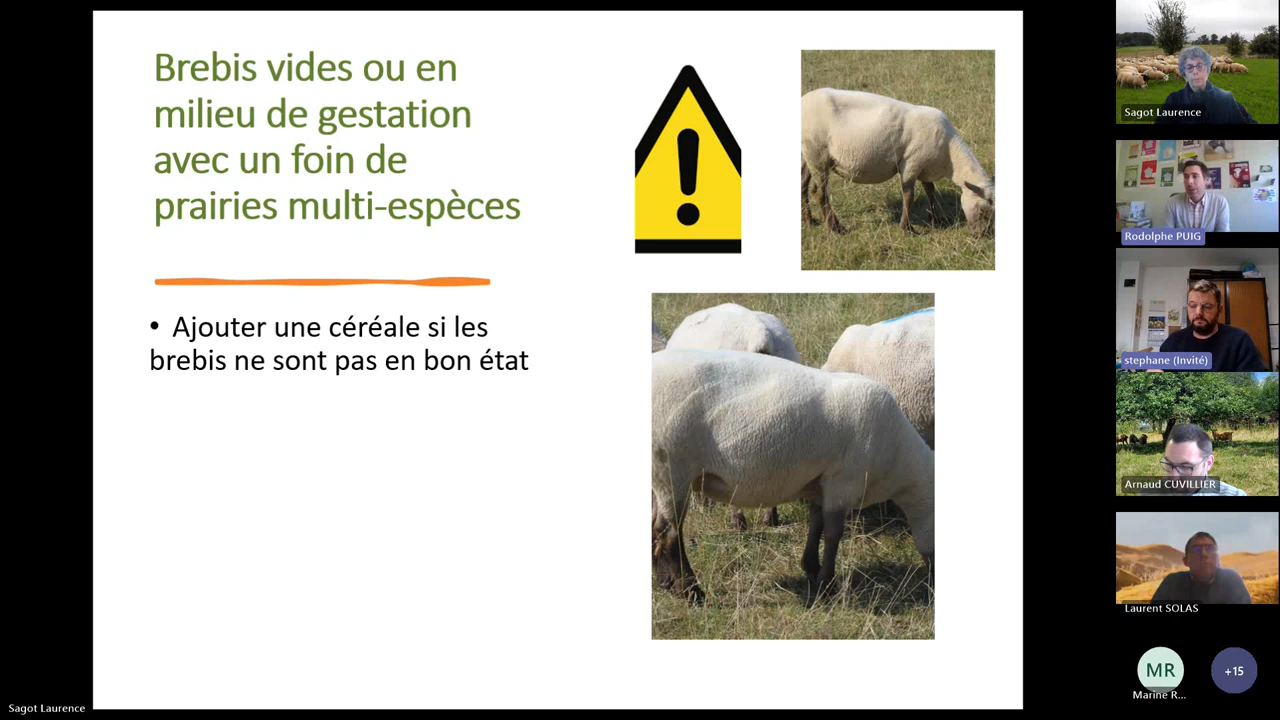 Brebis vides ou en
milieu de gestation
avec un foin de
prairies multi-espèces
• Ajouter une céréale si les
brebis ne sont pas en bon état
Sagot Laurence
Rodolphe PUIG
stephane (Invité)
Arnaud CUVILLIER
Laurent SOLAS
MR
+15
Marine R...
Sagot Laurence